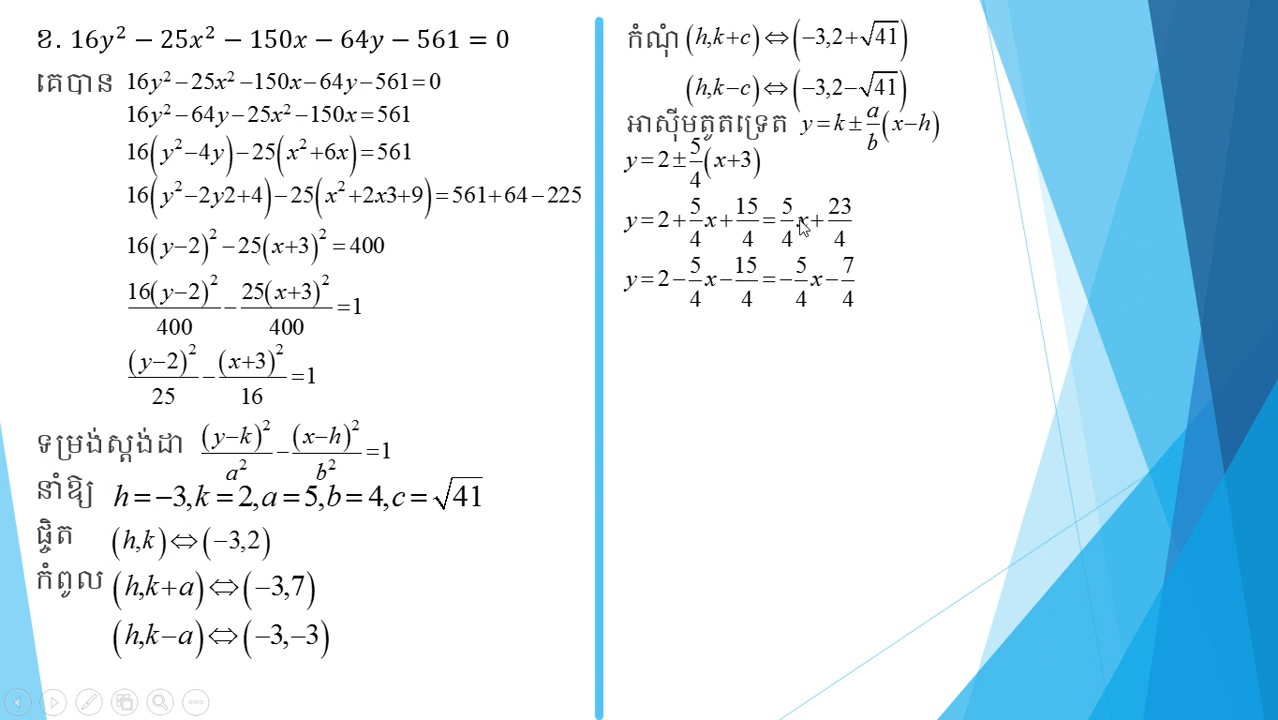 ខ. 16y² − 25x² − 150x − 64y − 561 = 0
គេបាន 16y² − 25x² − 150x − 64y − 561 = 0
16y² − 64y − 25x² − 150x = 561
16(y² − 4y) − 25(x² + 6x) = 561
16(y² − 2y2 + 4) − 25(x² + 2x3 + 9) = 561 + 64 − 225
16(y−2)² − 25(x+3)² = 400
16(y−2)²/400 − 25(x+3)²/400 = 1
(y−2)²/25 − (x+3)²/16 = 1
ទម្រង់ស្តង់ដា (y−k)²/a² − (x−h)²/b² = 1
នាំឱ្យ h = −3, k = 2, a = 5, b = 4, c = √41
ផ្ចិត (h,k) ⇔ (−3,2)
កំពូល (h,k+a) ⇔ (−3,7)
(h,k−a) ⇔ (−3,−3)
កំណុំ (h,k+c) ⇔ (−3,2+√41)
(h,k−c) ⇔ (−3,2−√41)
អាស៊ីមតូតទ្រេត y = k ± a/b (x−h)
y = 2 ± 5/4 (x+3)
y = 2 + 5/4 x + 15/4 = 5/4 x + 23/4
y = 2 − 5/4 x − 15/4 = − 5/4 x − 7/4